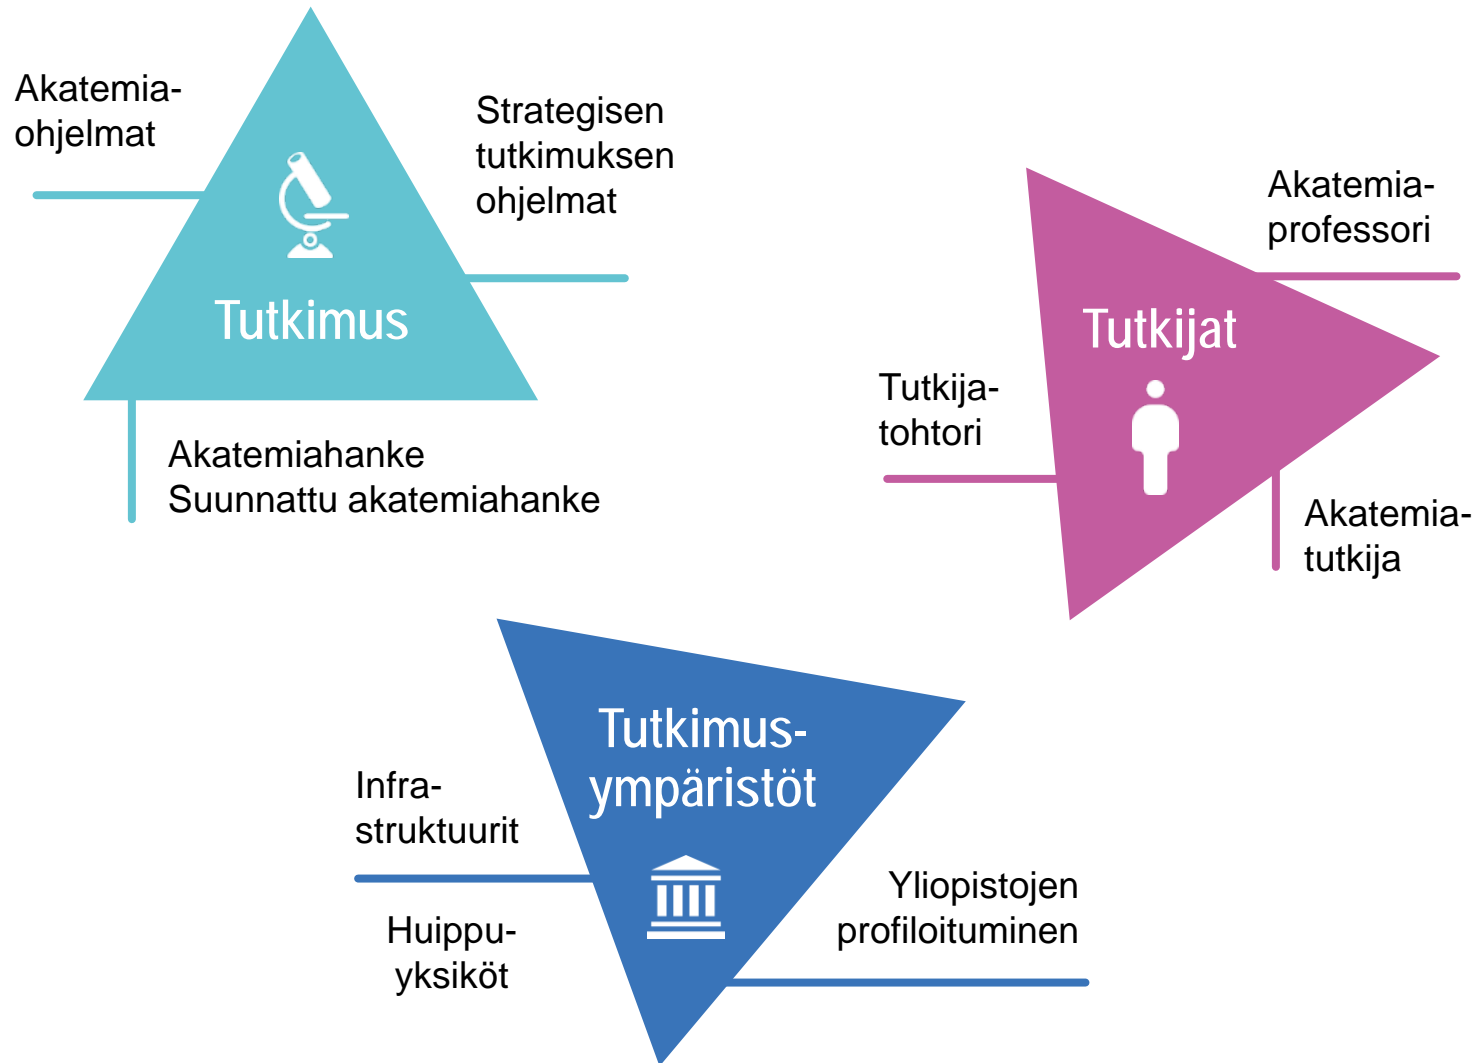 Akatemia-
ohjelmat
Strategisen
tutkimuksen
ohjelmat
Tutkimus
Akatemiahanke
Suunnattu akatemiahanke
Akatemia-
professori
Tutkijat
Tutkija-
tohtori
Akatemia-
tutkija
Tutkimus-
ympäristöt
Infra-
struktuurit
Huippu-
yksiköt
Yliopistojen
profiloituminen